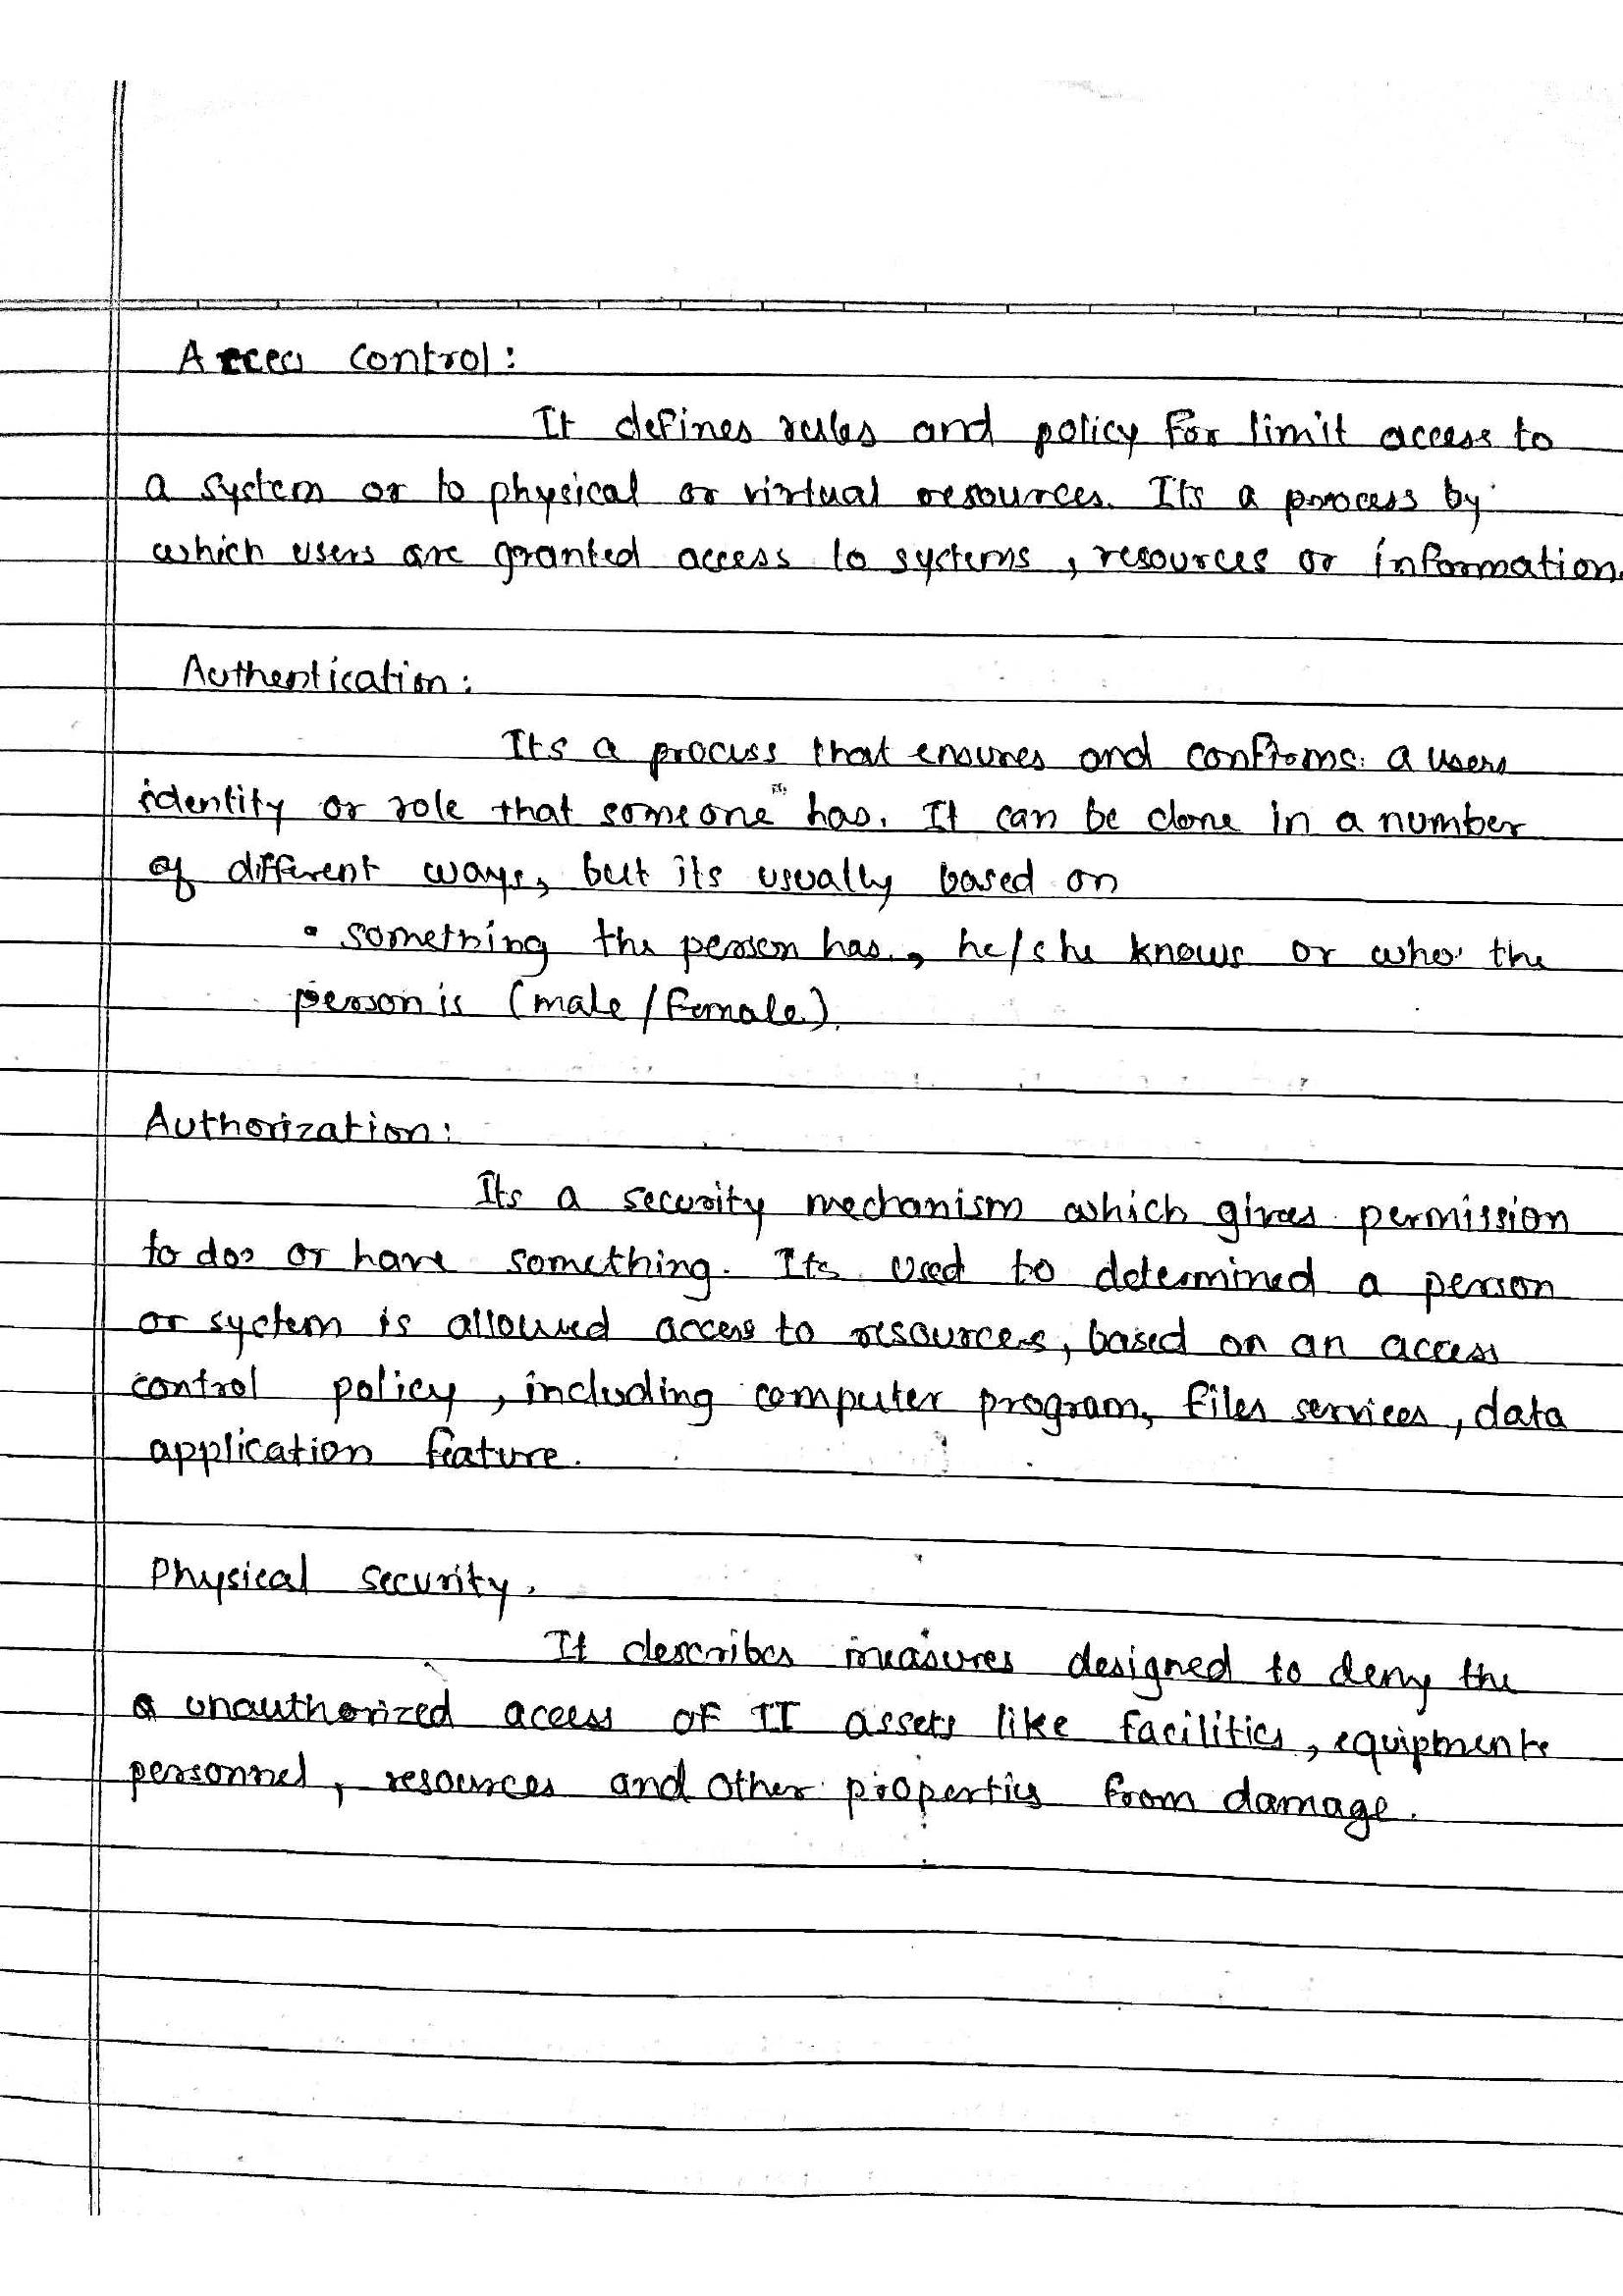 Access control:
It defines rules and policy for limit access to
a system or to physical or virtual resources. Its a process by
which users are granted access to systems, resources or information.
Authentication:
Its a process that ensures and confirms a users
identity or role that someone has. It can be done in a number
of different ways, but its usually based on
• something the person has, he/she knows or who the
person is (male/female).
Authorization:
Its a security mechanism which gives permission
to do or have something. Its used to determined a person
or system is allowed access to resources, based on an access
control policy, including computer program, files services, data
application feature.
Physical security.
It describes measures designed to deny the
unauthorized access of IT assets like facilities, equipments
personnel, resources and other properties from damage.